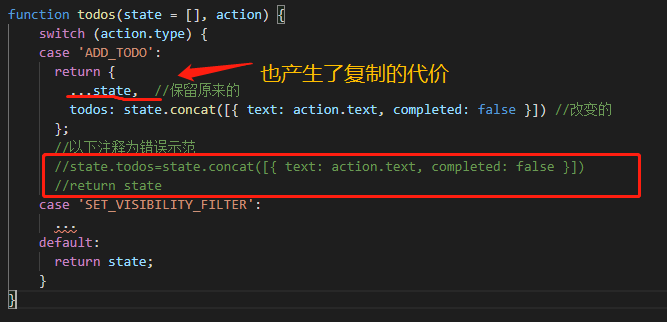 function todos(state = [], action) {
switch (action.type) {
case 'ADD_TODO':
return {
...state, //保留原来的
也产生了复制的代价
todos: state.concat([{ text: action.text, completed: false }]) //改变的
};
//以下注释为错误示范
//state.todos=state.concat([{ text: action.text, completed: false }])
//return state
case 'SET_VISIBILITY_FILTER':
...
default:
return state;
}
}